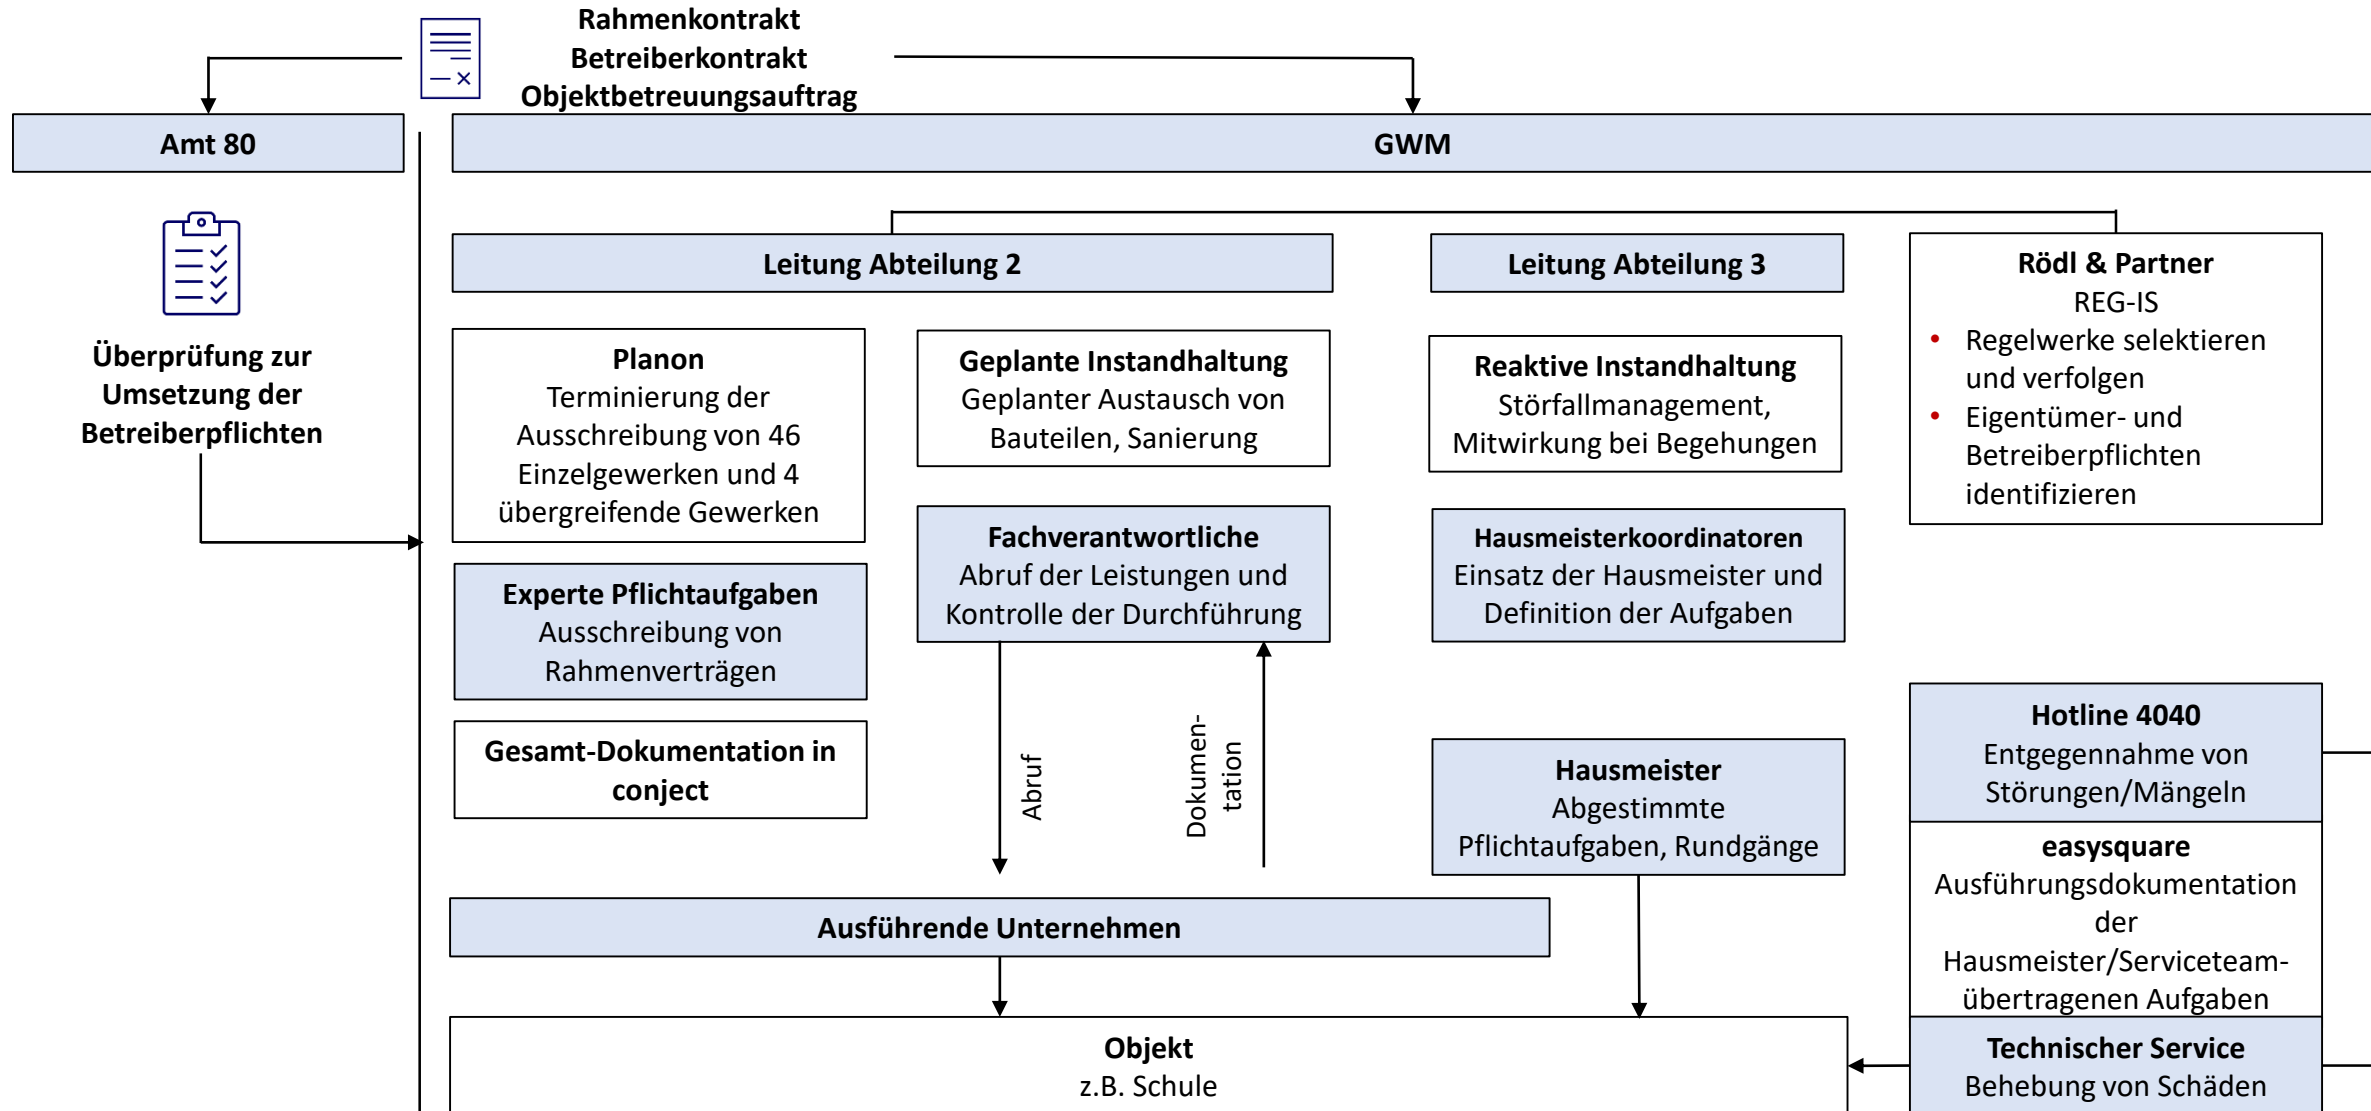 Rahmenkontrakt
Betreiberkontrakt
Objektbetreuungsauftrag
Amt 80
GWM
Überprüfung zur
Umsetzung der
Betreiberpflichten
Leitung Abteilung 2
Leitung Abteilung 3
Rödl & Partner
REG-IS
• Regelwerke selektieren
und verfolgen
• Eigentümer- und
Betreiberpflichten
identifizieren
Planon
Terminierung der
Ausschreibung von 46
Einzelgewerken und 4
übergreifende Gewerken
Geplante Instandhaltung
Geplanter Austausch von
Bauteilen, Sanierung
Reaktive Instandhaltung
Störfallmanagement,
Mitwirkung bei Begehungen
Experte Pflichtaufgaben
Ausschreibung von
Rahmenverträgen
Fachverantwortliche
Abruf der Leistungen und
Kontrolle der Durchführung
Hausmeisterkoordinatoren
Einsatz der Hausmeister und
Definition der Aufgaben
Gesamt-Dokumentation in
conject
Abruf
Dokumen-
tation
Hausmeister
Abgestimmte
Pflichtaufgaben, Rundgänge
Hotline 4040
Entgegennahme von
Störungen/Mängeln
easysquare
Ausführungsdokumentation
der
Hausmeister/Serviceteam-
übertragenen Aufgaben
Technischer Service
Behebung von Schäden
Ausführende Unternehmen
Objekt
z.B. Schule